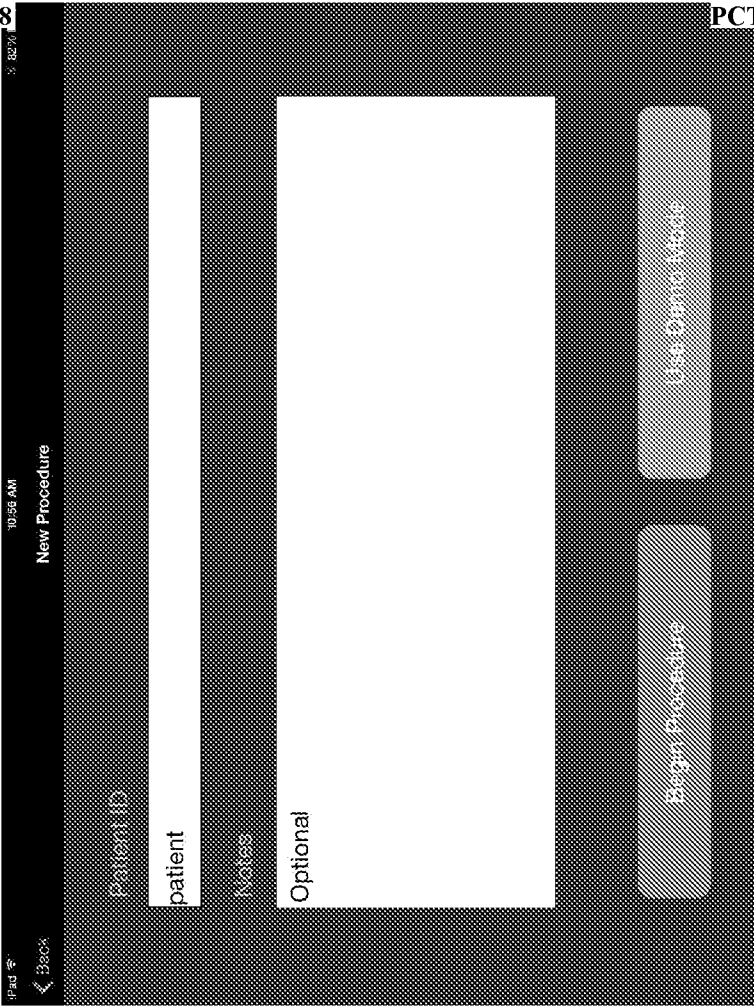 8
PCT
iPad 10:56 AM 82%
Back New Procedure
Patient ID
patient
Notes
Optional
Begin Procedure Use Demo Mode